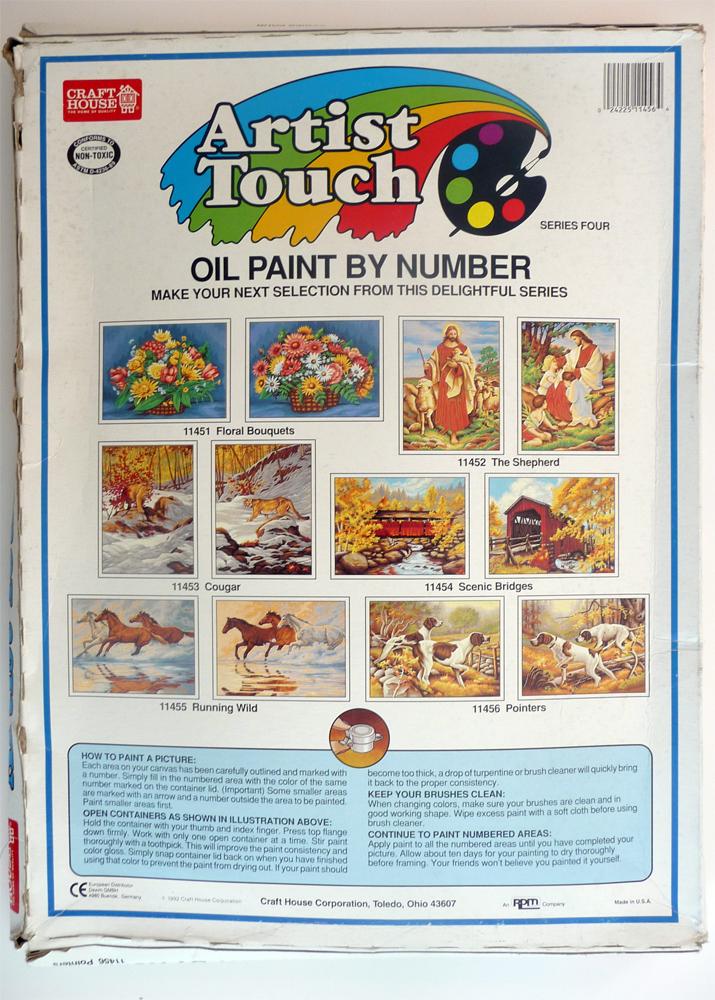 CRAFT
HOUSE
THE HOME OF QUALITY
CONFORMS TO
CERTIFIED
NON-TOXIC
ASTM D-4236
0 24225 11456 4
Artist
Touch
SERIES FOUR
OIL PAINT BY NUMBER
MAKE YOUR NEXT SELECTION FROM THIS DELIGHTFUL SERIES
11451 Floral Bouquets
11452 The Shepherd
11453 Cougar
11454 Scenic Bridges
11455 Running Wild
11456 Pointers
HOW TO PAINT A PICTURE:
Each area on your canvas has been carefully outlined and marked with
a number. Simply fill in the numbered area with the color of the same
number marked on the container lid. (Important) Some smaller areas
are marked with an arrow and a number outside the area to be painted.
Paint smaller areas first.
OPEN CONTAINERS AS SHOWN IN ILLUSTRATION ABOVE:
Hold the container with your thumb and index finger. Press top flange
down firmly. Work with only one open container at a time. Stir paint
thoroughly with a toothpick. This will improve the paint consistency and
color gloss. Simply snap container lid back on when you have finished
using that color to prevent the paint from drying out. If your paint should
become too thick, a drop of turpentine or brush cleaner will quickly bring
it back to the proper consistency.
KEEP YOUR BRUSHES CLEAN:
When changing colors, make sure your brushes are clean and in
good working shape. Wipe excess paint with a soft cloth before using
brush cleaner.
CONTINUE TO PAINT NUMBERED AREAS:
Apply paint to all the numbered areas until you have completed your
picture. Allow about ten days for your painting to dry thoroughly
before framing. Your friends won't believe you painted it yourself.
CE
European Distributor
GMBH
4980 Buende, Germany
© 1992 Craft House Corporation
Craft House Corporation, Toledo, Ohio 43607
An RPM Company
Made in U.S.A.
11456 Pointers